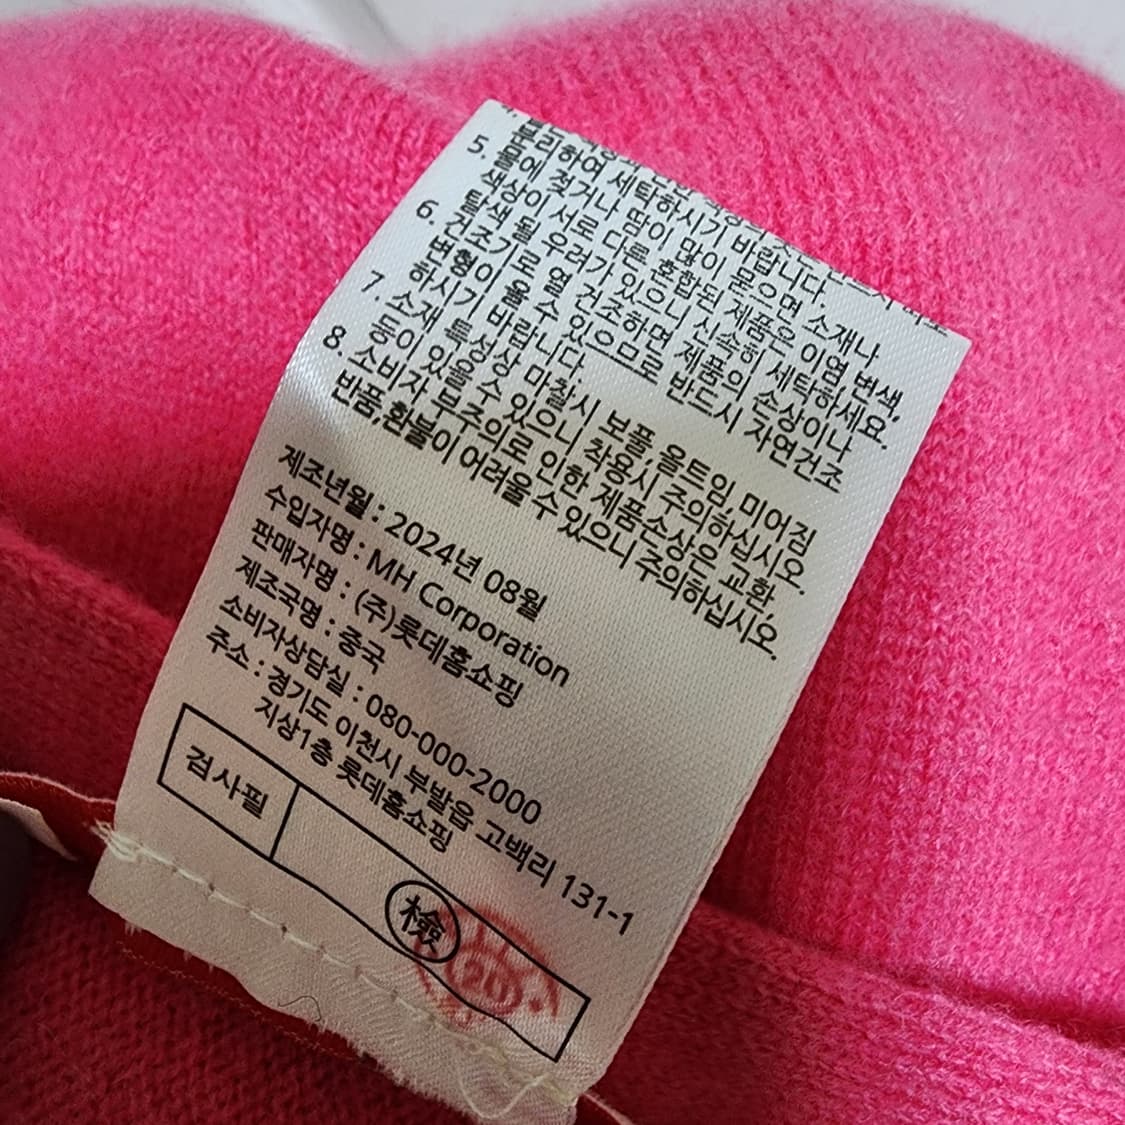 분리하여 세탁하시기 바랍니다.
5. 물에 젖거나 땀이 많이 묻으면 소재나
색상이 서로 다른 혼합된 제품은 이염, 변색,
탈색 될 우려가 있으니 신속히 세탁하세요.
6. 건조기로 열 건조하면 제품의 손상이나
변형이 올 수 있으므로 반드시 자연건조
하시기 바랍니다.
7. 소재 특성상 마찰시 보풀, 올트임, 미어짐
등이 있을 수 있으니 착용시 주의하십시오.
8. 소비자 부주의로 인한 제품손상은 교환,
반품,환불이 어려울 수 있으니 주의하십시오.
제조년월 : 2024년 08월
수입자명 : MH Corporation
판매자명 : (주)롯데홈쇼핑
제조국명 : 중국
소비자상담실 : 080-000-2000
주소 : 경기도 이천시 부발읍 고백리 131-1
지상1층 롯데홈쇼핑
검사필
檢